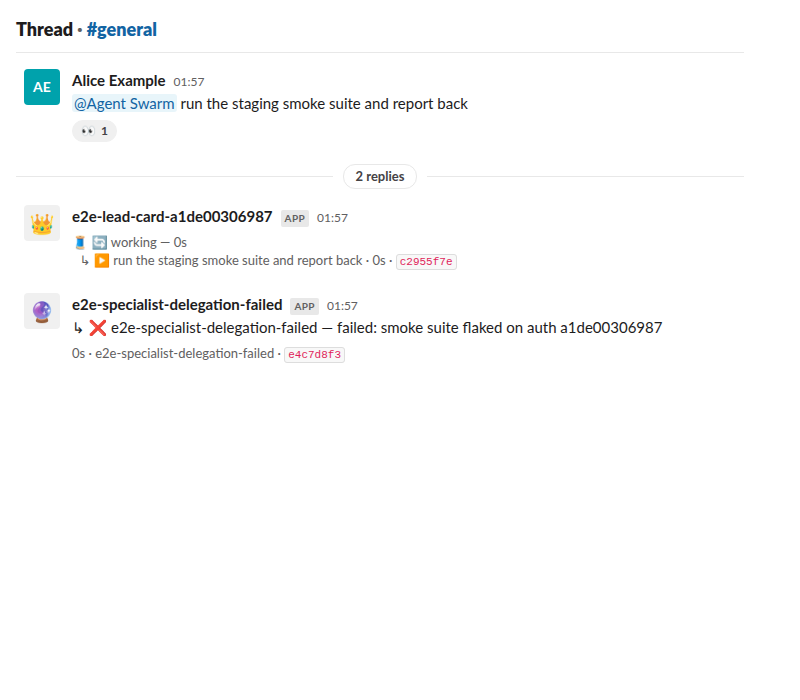 Thread • #general
AE
Alice Example 01:57
@Agent Swarm run the staging smoke suite and report back
👀 1
2 replies
e2e-lead-card-a1de00306987 APP 01:57
🧵 🔄 working — 0s
↳ ▶️ run the staging smoke suite and report back · 0s · c2955f7e
e2e-specialist-delegation-failed APP 01:57
↳ ❌ e2e-specialist-delegation-failed — failed: smoke suite flaked on auth a1de00306987
0s · e2e-specialist-delegation-failed · e4c7d8f3